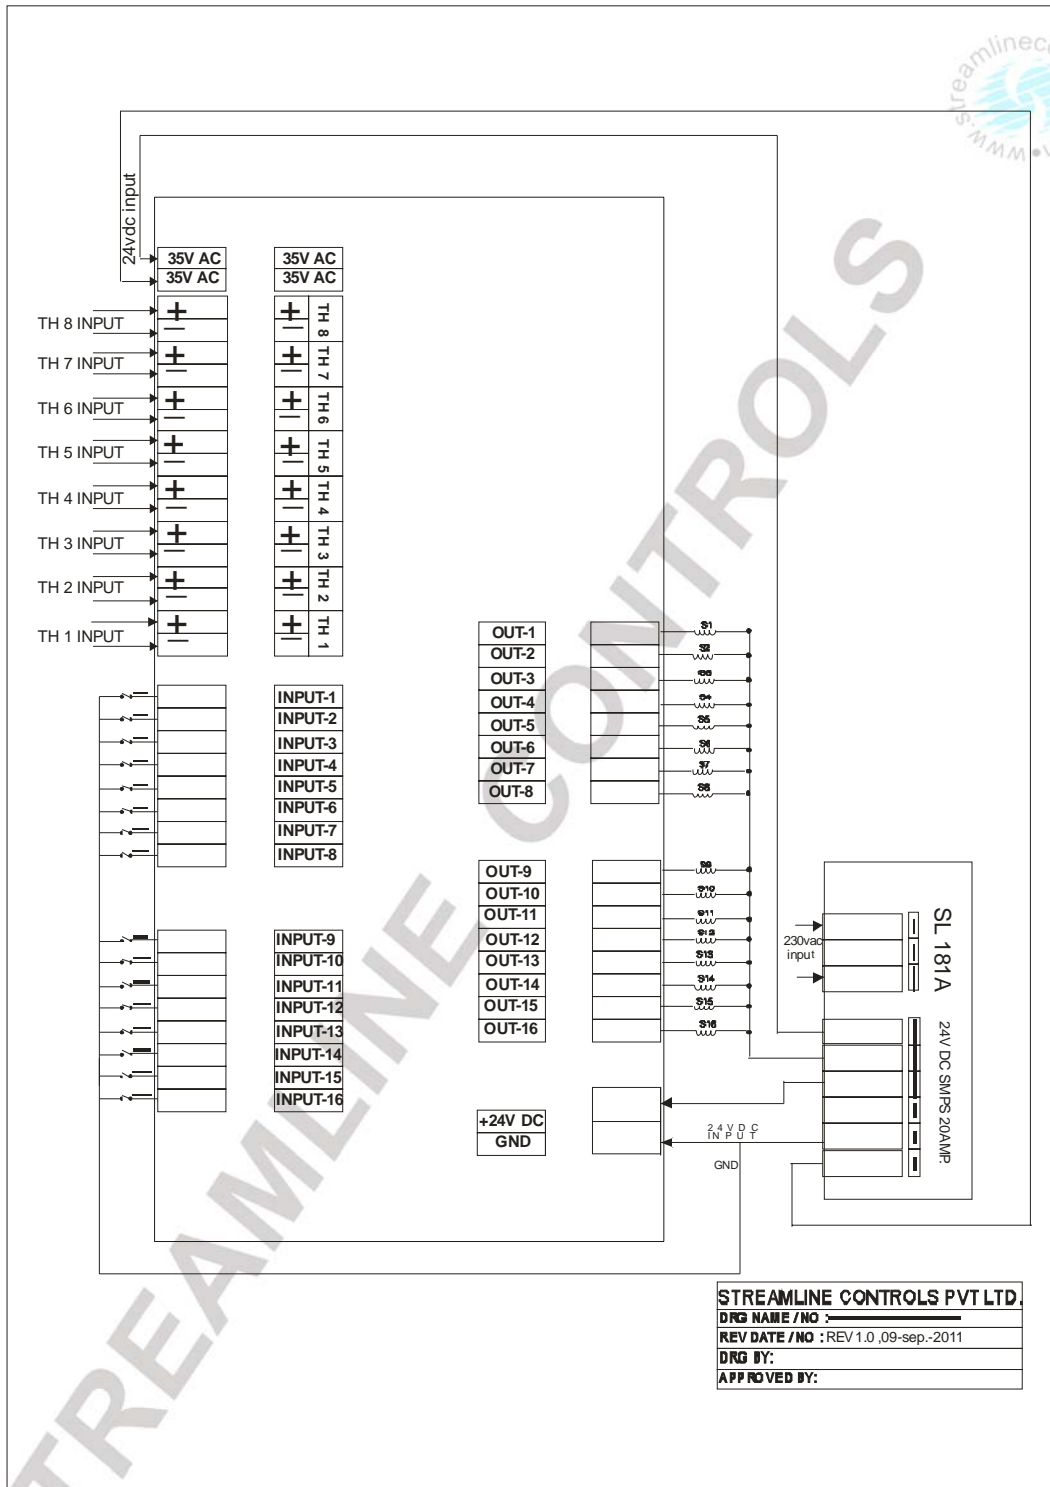 www.streamlineco
24vdc input
35V AC 35V AC
35V AC 35V AC
TH 8 INPUT + — + — TH 8
TH 7 INPUT + — + — TH 7
TH 6 INPUT + — + — TH 6
TH 5 INPUT + — + — TH 5
TH 4 INPUT + — + — TH 4
TH 3 INPUT + — + — TH 3
TH 2 INPUT + — + — TH 2
TH 1 INPUT + — + — TH 1
INPUT-1
INPUT-2
INPUT-3
INPUT-4
INPUT-5
INPUT-6
INPUT-7
INPUT-8
INPUT-9
INPUT-10
INPUT-11
INPUT-12
INPUT-13
INPUT-14
INPUT-15
INPUT-16
OUT-1 S1
OUT-2 S2
OUT-3 S3
OUT-4 S4
OUT-5 S5
OUT-6 S6
OUT-7 S7
OUT-8 S8
OUT-9 S9
OUT-10 S10
OUT-11 S11
OUT-12 S12
OUT-13 S13
OUT-14 S14
OUT-15 S15
OUT-16 S16
+24V DC
GND
24VDC
INPUT
GND
230vac
input
SL 181A
24V DC SMPS 20AMP.
STREAMLINE CONTROLS
STREAMLINE CONTROLS PVT LTD.
DRG NAME / NO :
REV DATE / NO : REV 1.0 ,09-sep.-2011
DRG BY:
APPROVED BY: